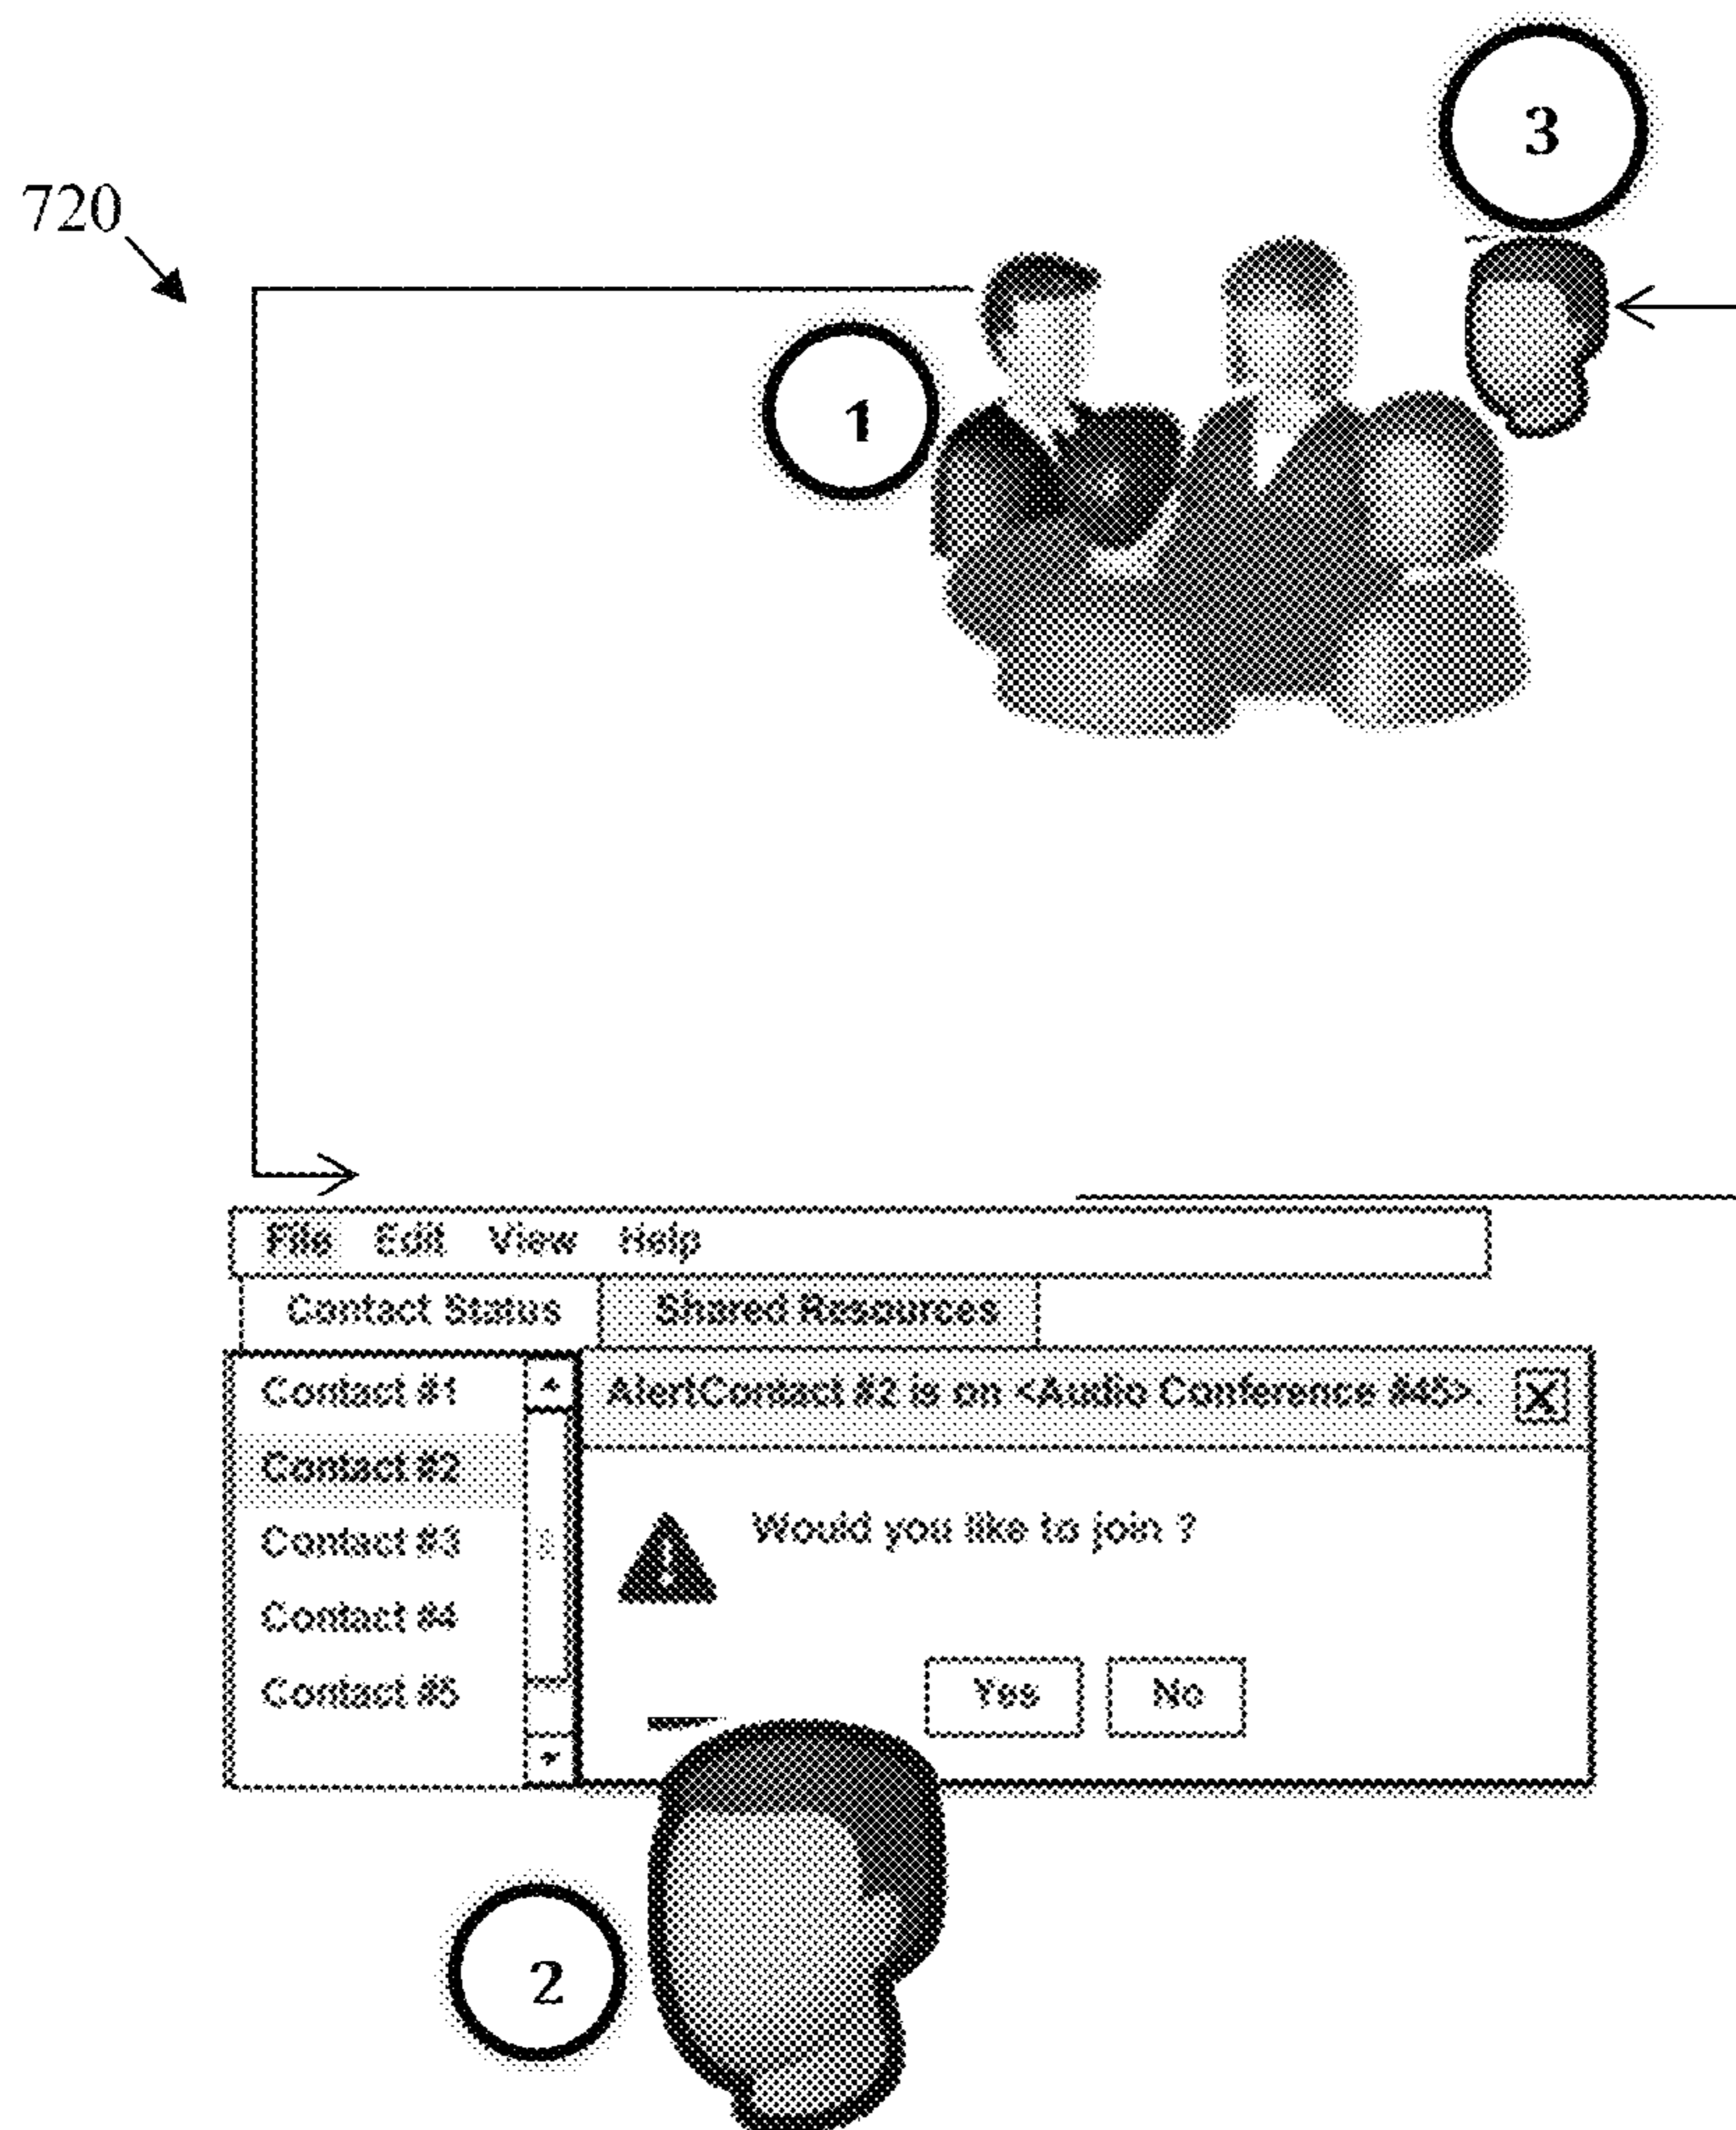 3
720
1
File Edit View Help
Contact Status Shared Resources
Contact #1
AlertContact #2 is on <Audio Conference #45>. X
Contact #2
Contact #3
Would you like to join ?
Contact #4
Contact #5
Yes No
2